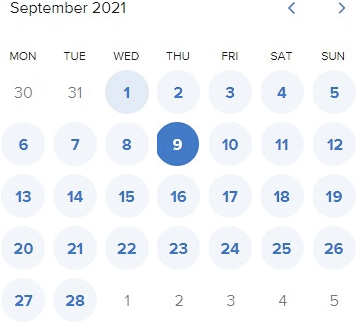 September 2021
MON TUE WED THU FRI SAT SUN
30 31 1 2 3 4 5
6 7 8 9 10 11 12
13 14 15 16 17 18 19
20 21 22 23 24 25 26
27 28 1 2 3 4 5